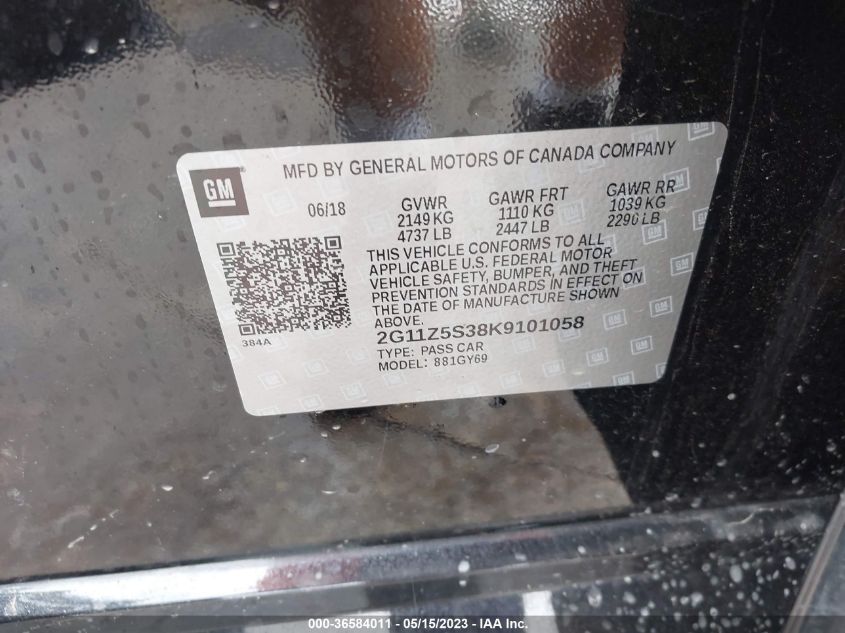 GM
MFD BY GENERAL MOTORS OF CANADA COMPANY
06/18 GVWR GAWR FRT GAWR RR
2149 KG 1110 KG 1039 KG
4737 LB 2447 LB 2290 LB
THIS VEHICLE CONFORMS TO ALL
APPLICABLE U.S. FEDERAL MOTOR
VEHICLE SAFETY, BUMPER, AND THEFT
PREVENTION STANDARDS IN EFFECT ON
THE DATE OF MANUFACTURE SHOWN
ABOVE.
384A
2G11Z5S38K9101058
TYPE: PASS CAR
MODEL: 881GY69
000-36584011 - 05/15/2023 - IAA Inc.